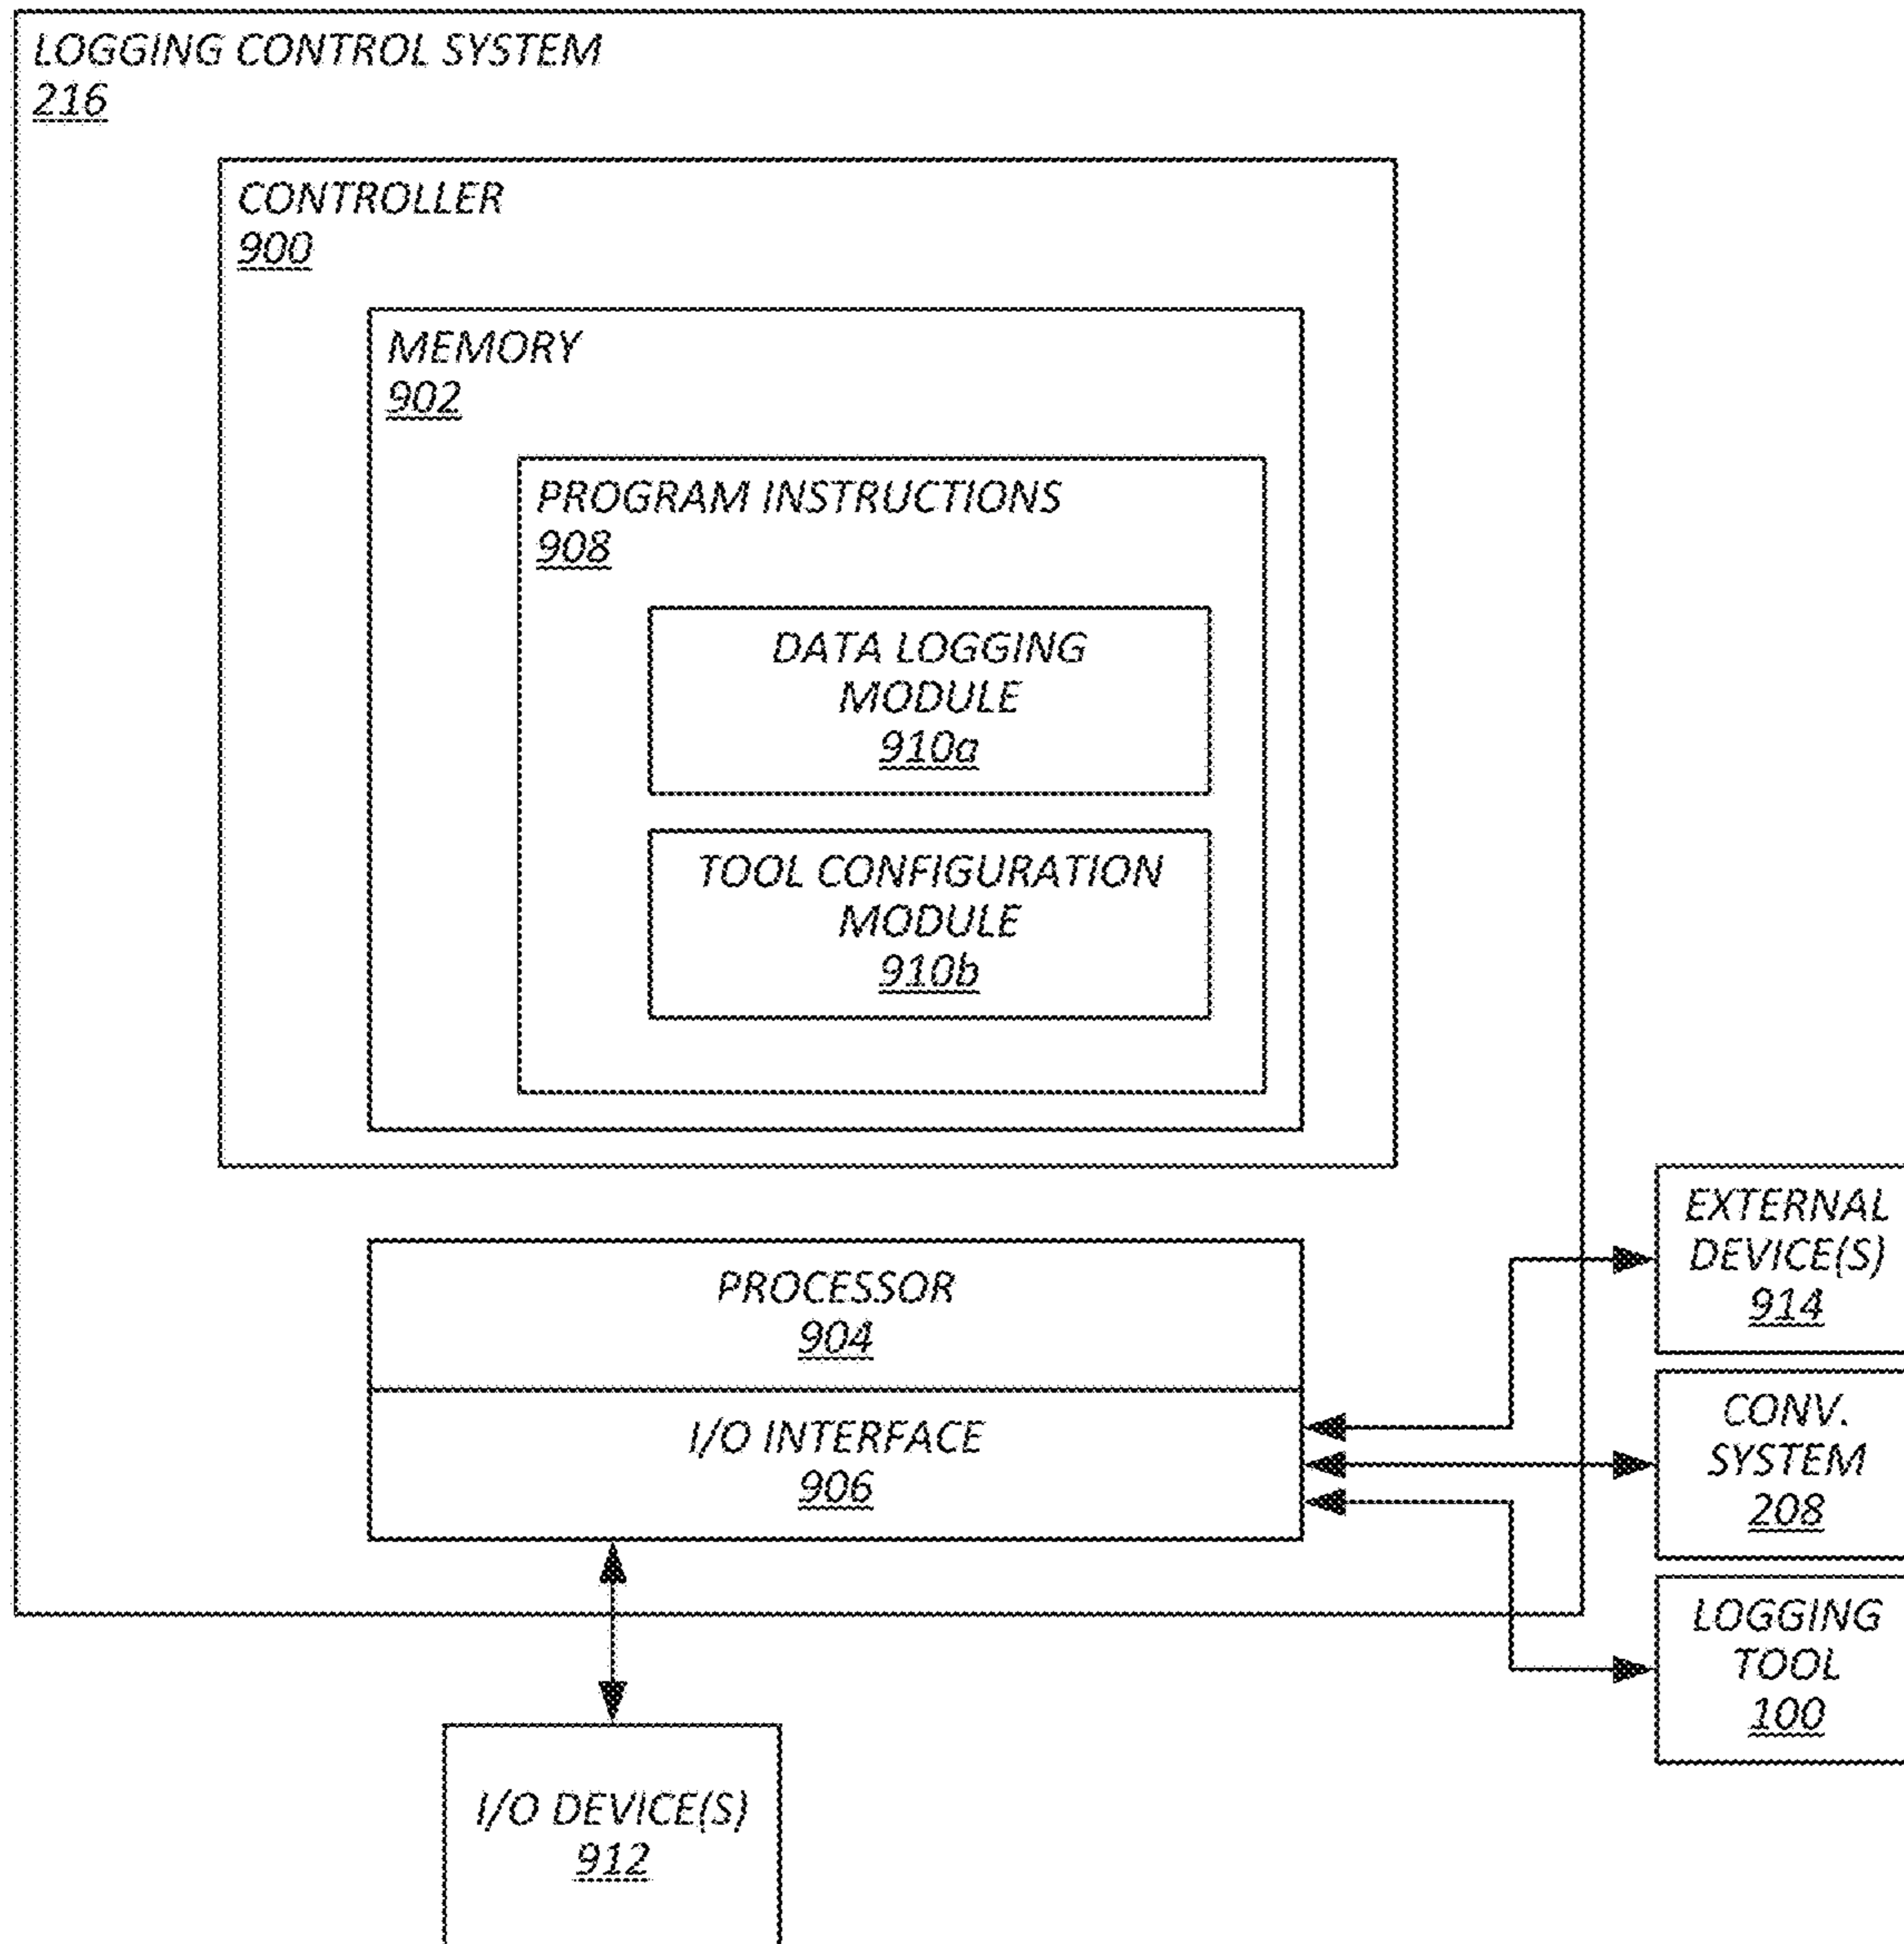 LOGGING CONTROL SYSTEM
216
CONTROLLER
900
MEMORY
902
PROGRAM INSTRUCTIONS
908
DATA LOGGING
MODULE
910a
TOOL CONFIGURATION
MODULE
910b
PROCESSOR
904
I/O INTERFACE
906
EXTERNAL
DEVICE(S)
914
CONV.
SYSTEM
208
LOGGING
TOOL
100
I/O DEVICE(S)
912